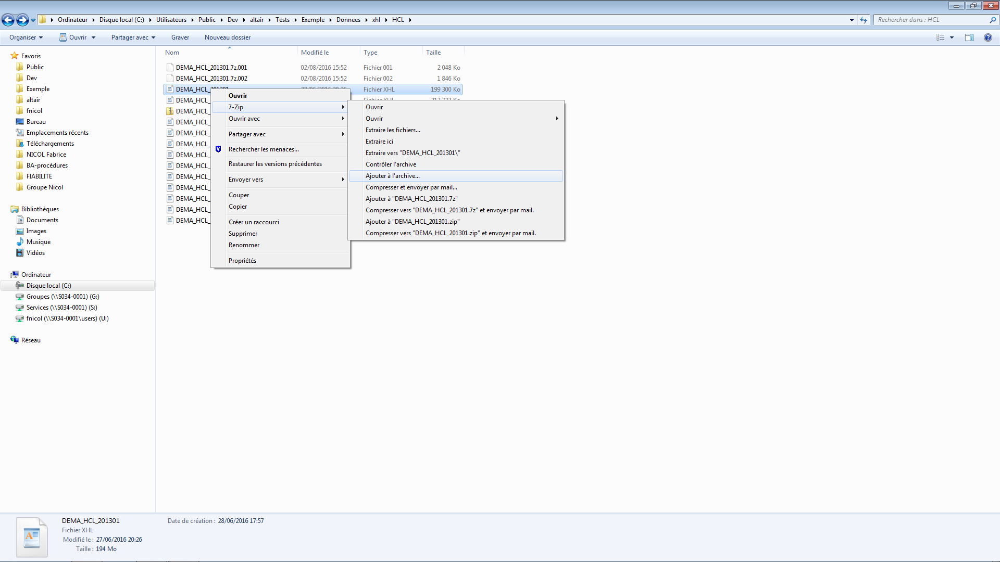 Ordinateur Disque local (C:) Utilisateurs Public Dev altair Tests Exemple Donnees xhl HCL
Rechercher dans : HCL
Organiser Ouvrir Partager avec Graver Nouveau dossier
Favoris
Public
Dev
Exemple
altair
fnicol
Bureau
Emplacements récents
Téléchargements
NICOL Fabrice
BA-procédures
FIABILITE
Groupe Nicol
Bibliothèques
Documents
Images
Musique
Vidéos
Ordinateur
Disque local (C:)
Groupes (\\S034-0001) (G:)
Services (\\S034-0001) (S:)
fnicol (\\S034-0001\users) (U:)
Réseau
Nom Modifié le Type Taille
DEMA_HCL_201301.7z.001 02/08/2016 15:52 Fichier 001 2 048 Ko
DEMA_HCL_201301.7z.002 02/08/2016 15:52 Fichier 002 1 846 Ko
DEMA_HCL_201301 27/06/2016 20:26 Fichier XHL 199 300 Ko
DEMA_HCL_
DEMA_HCL_
DEMA_HCL_
DEMA_HCL_
DEMA_HCL_
DEMA_HCL_
DEMA_HCL_
DEMA_HCL_
DEMA_HCL_
DEMA_HCL_
DEMA_HCL_
DEMA_HCL_
Ouvrir
7-Zip
Ouvrir avec
Partager avec
Rechercher les menaces...
Restaurer les versions précédentes
Envoyer vers
Couper
Copier
Créer un raccourci
Supprimer
Renommer
Propriétés
Ouvrir
Ouvrir
Extraire les fichiers...
Extraire ici
Extraire vers "DEMA_HCL_201301\"
Contrôler l'archive
Ajouter à l'archive...
Compresser et envoyer par mail...
Ajouter à "DEMA_HCL_201301.7z"
Compresser vers "DEMA_HCL_201301.7z" et envoyer par mail.
Ajouter à "DEMA_HCL_201301.zip"
Compresser vers "DEMA_HCL_201301.zip" et envoyer par mail.
DEMA_HCL_201301
Fichier XHL
Modifié le : 27/06/2016 20:26
Taille : 194 Mo
Date de création : 28/06/2016 17:57